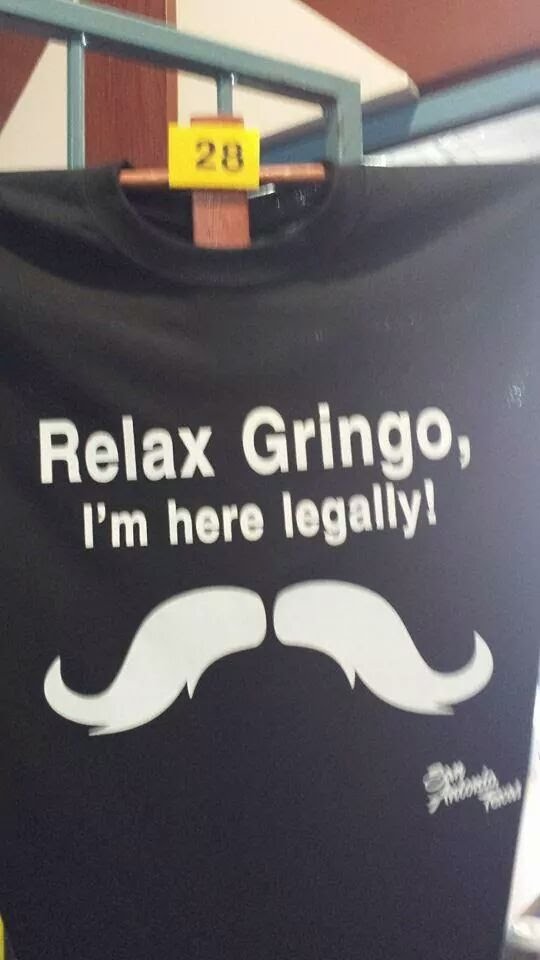 28
Relax Gringo,
I'm here legally!
San
Antonio,
Texas